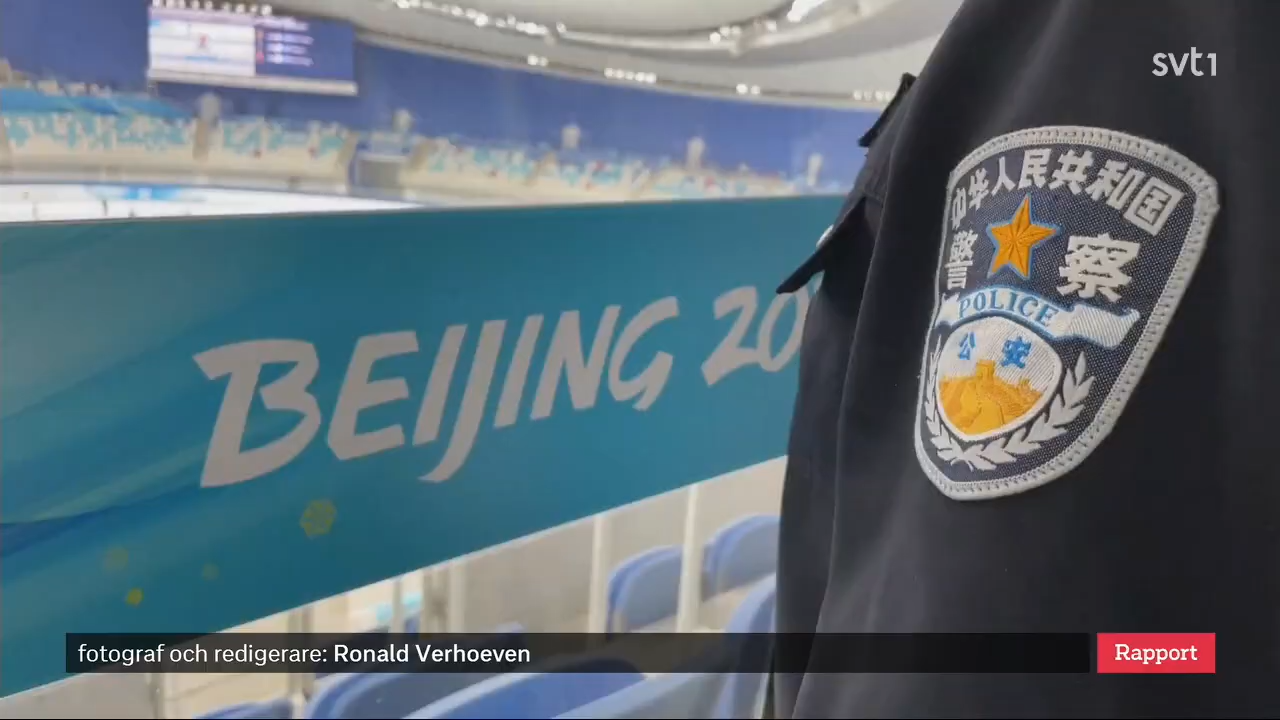 svt1
中华人民共和国
警察
POLICE
公安
BEIJING 20
fotograf och redigerare: Ronald Verhoeven
Rapport